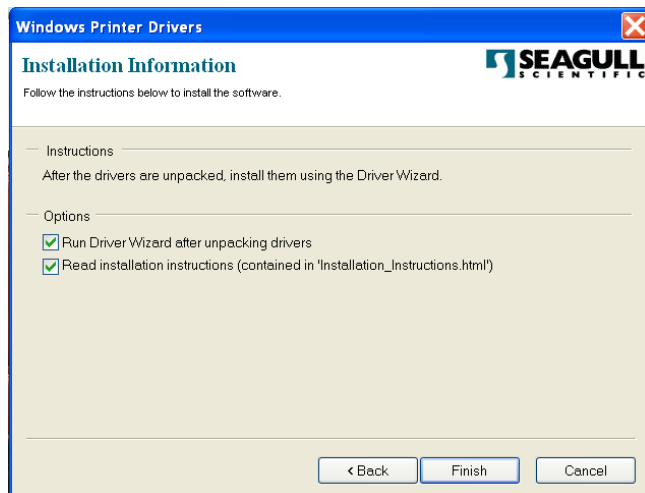 Windows Printer Drivers
Installation Information
SEAGULL
SCIENTIFIC
Follow the instructions below to install the software.
Instructions
After the drivers are unpacked, install them using the Driver Wizard.
Options
Run Driver Wizard after unpacking drivers
Read installation instructions (contained in 'Installation_Instructions.html')
< Back Finish Cancel